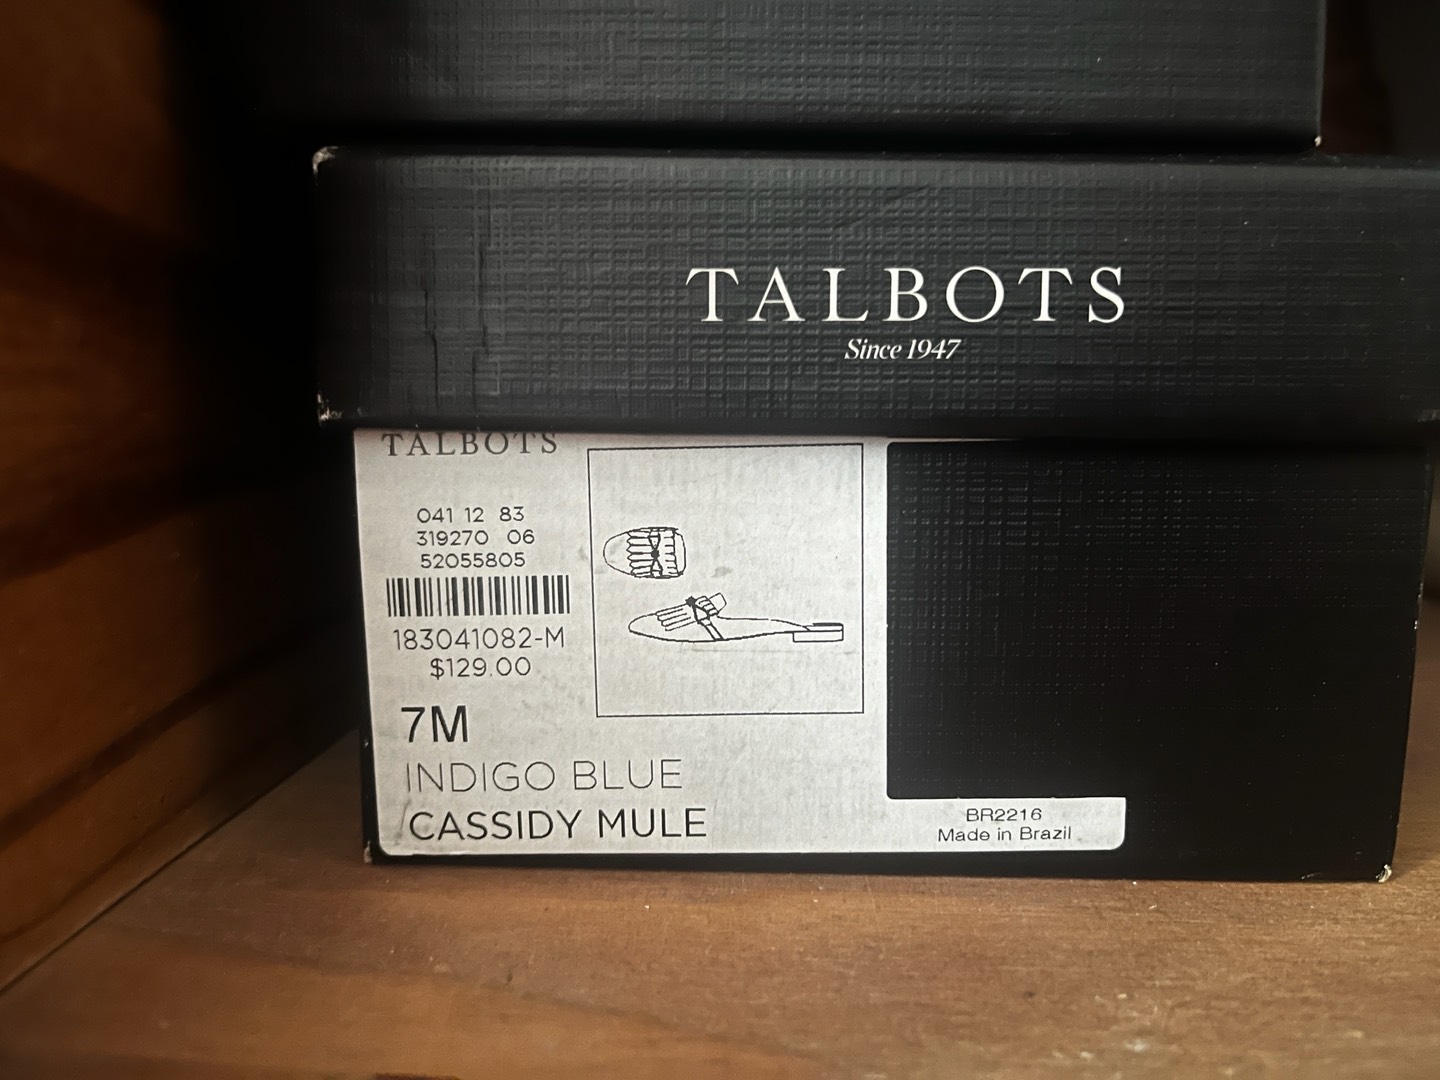 TALBOTS
Since 1947
TALBOTS
041 12 83
319270 06
52055805
183041082-M
$129.00
7M
INDIGO BLUE
CASSIDY MULE
BR2216
Made in Brazil